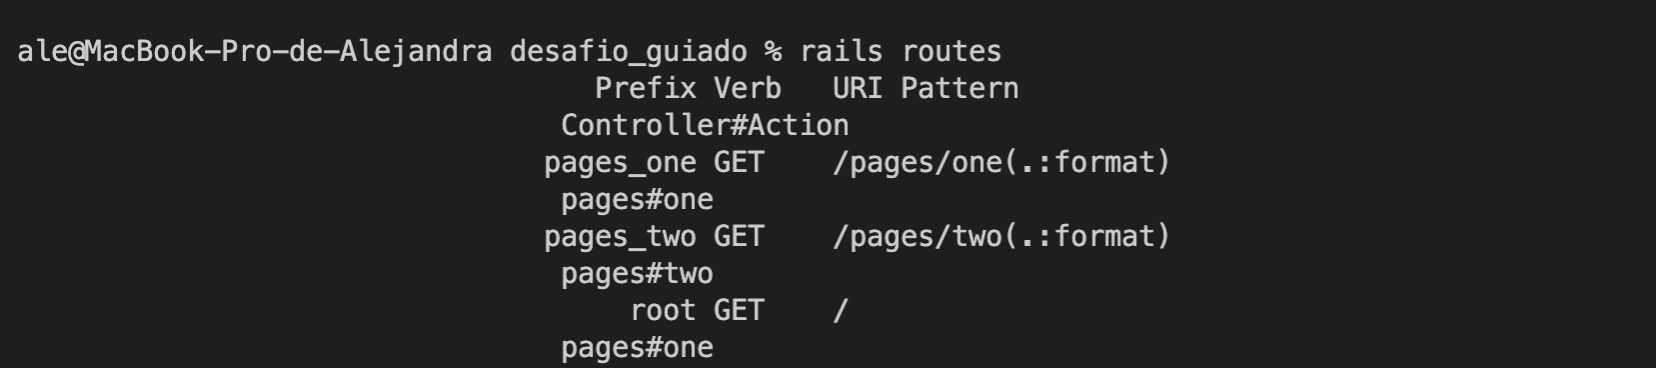 ale@MacBook-Pro-de-Alejandra desafio_guiado % rails routes
Prefix Verb   URI Pattern
Controller#Action
pages_one GET    /pages/one(.:format)
pages#one
pages_two GET    /pages/two(.:format)
pages#two
root GET    /
pages#one